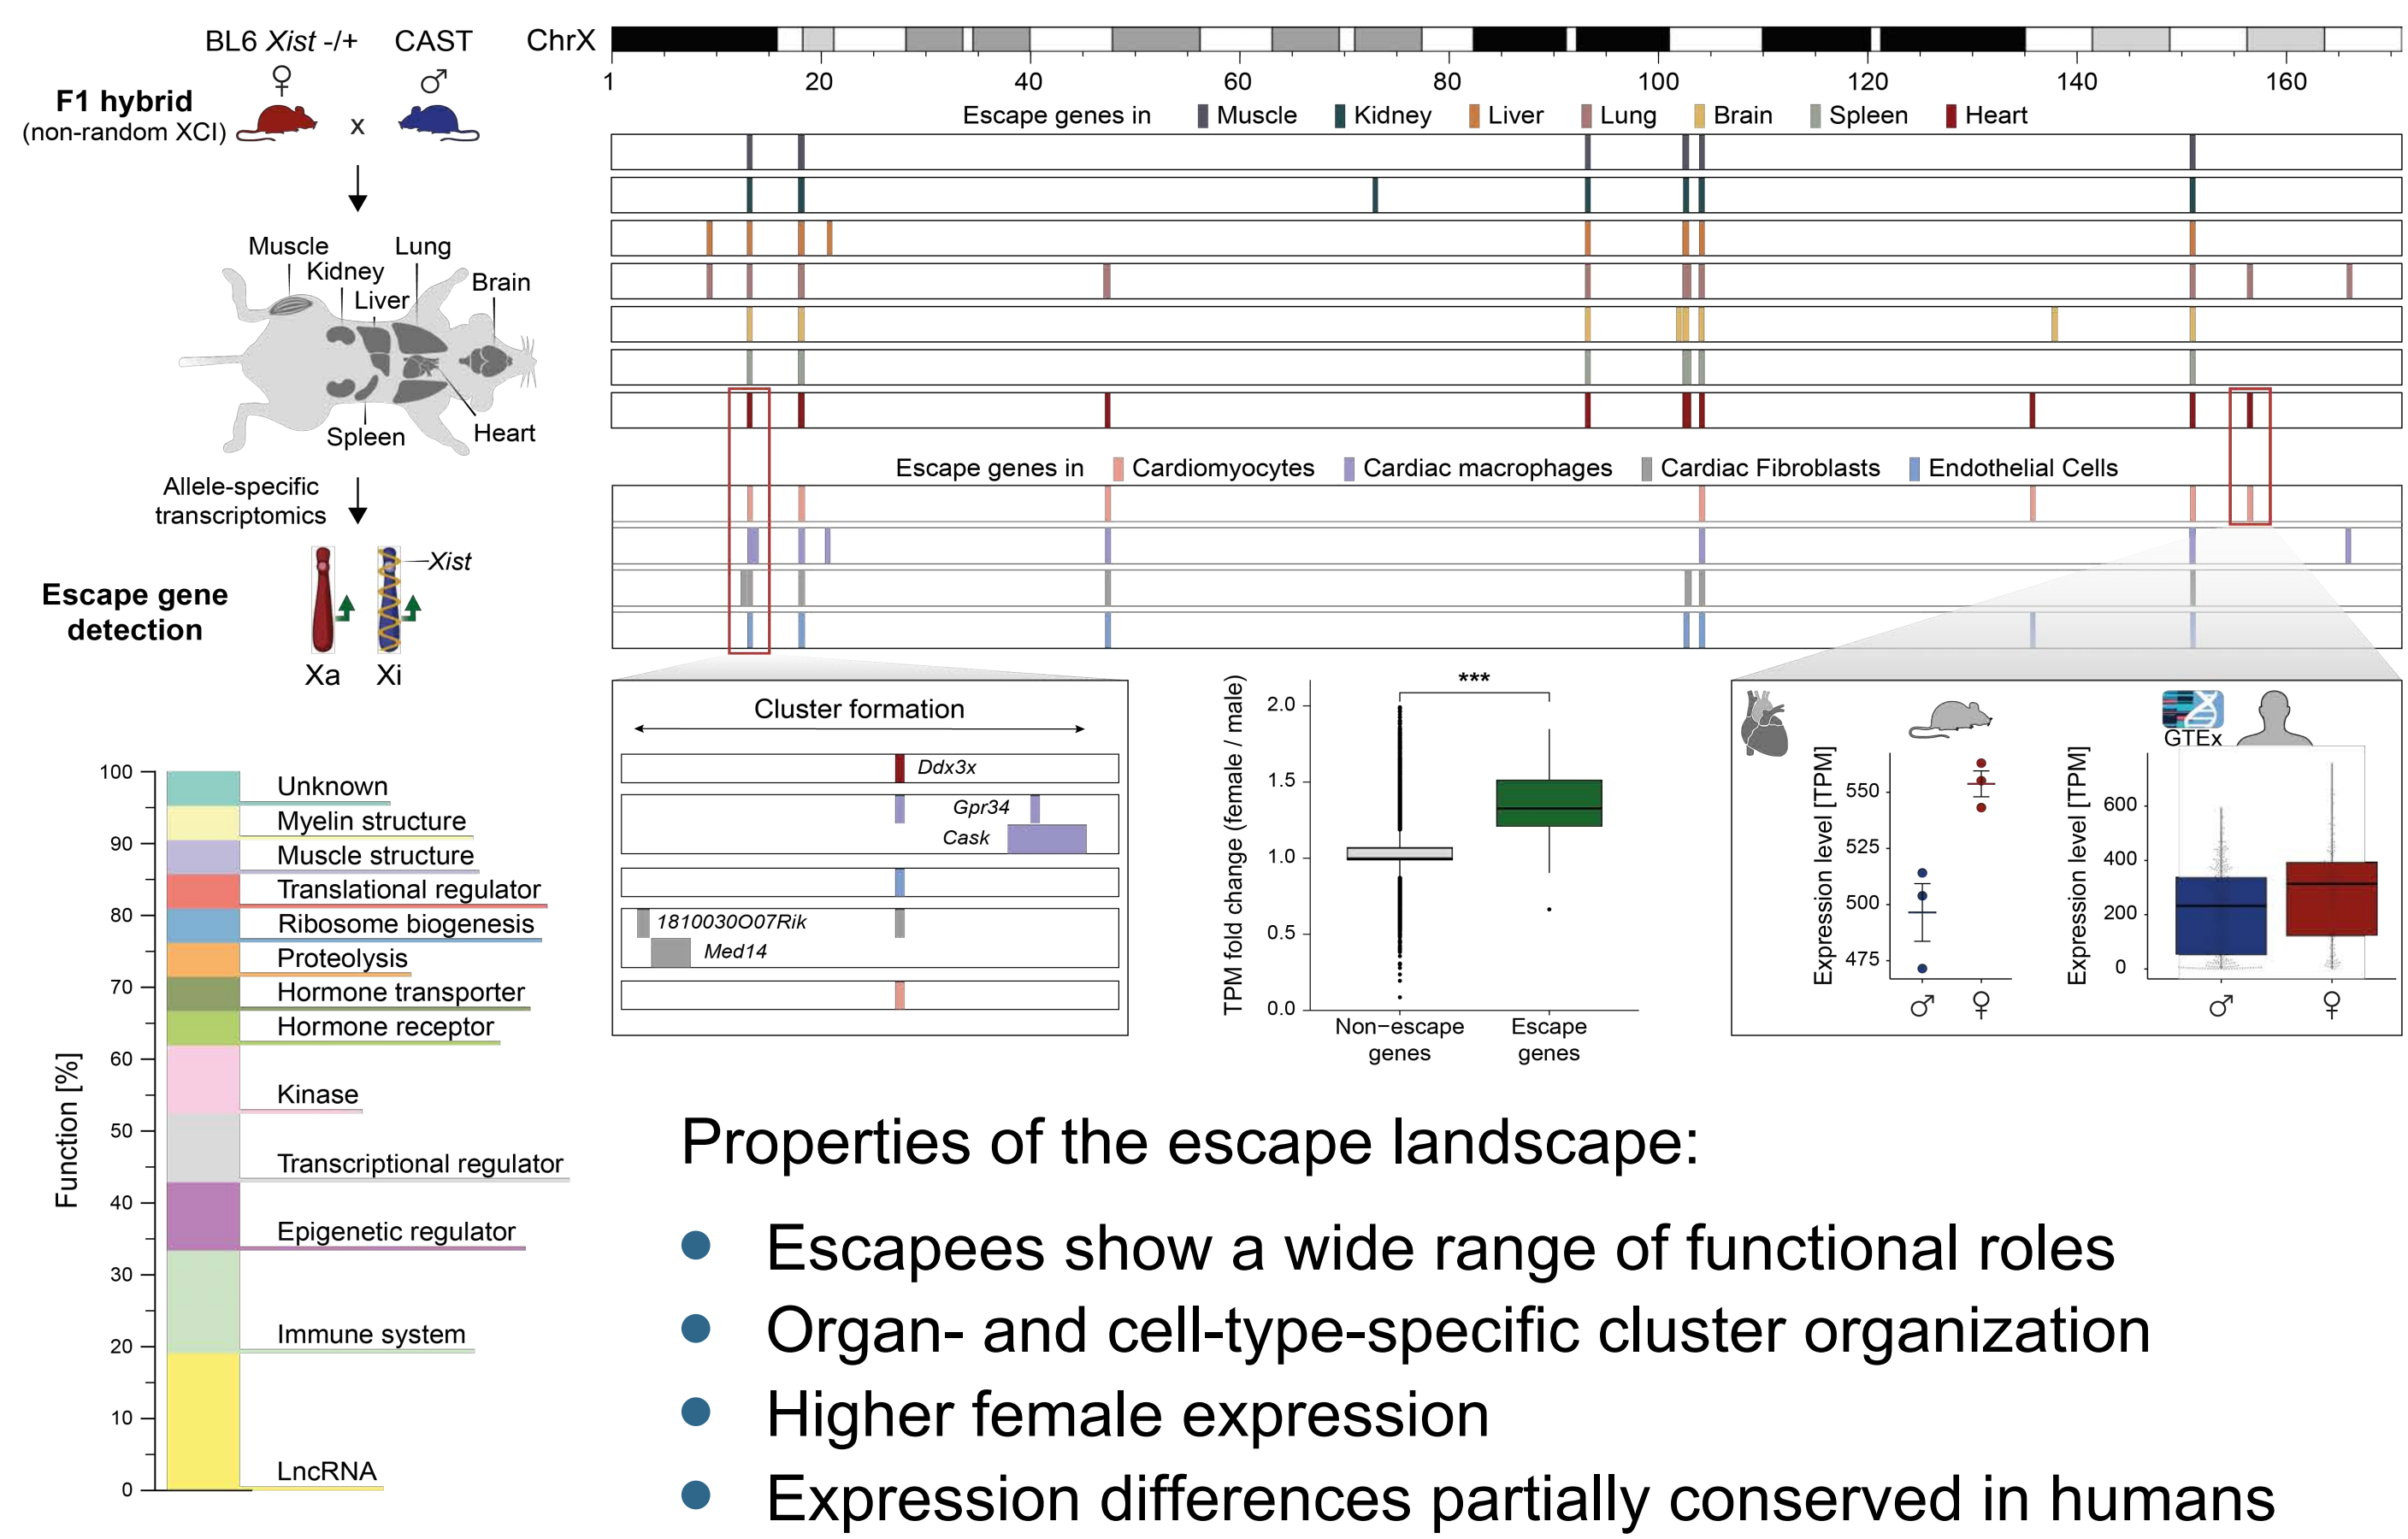 BL6 Xist -/+ CAST
♀ ♂
F1 hybrid
(non-random XCI)
x
Muscle
Lung
Kidney
Liver
Brain
Spleen
Heart
Allele-specific
transcriptomics
Xist
Escape gene
detection
Xa Xi
ChrX
1 20 40 60 80 100 120 140 160
Escape genes in Muscle Kidney Liver Lung Brain Spleen Heart
Escape genes in Cardiomyocytes Cardiac macrophages Cardiac Fibroblasts Endothelial Cells
Function [%]
100
90
80
70
60
50
40
30
20
10
0
Unknown
Myelin structure
Muscle structure
Translational regulator
Ribosome biogenesis
Proteolysis
Hormone transporter
Hormone receptor
Kinase
Transcriptional regulator
Epigenetic regulator
Immune system
LncRNA
Cluster formation
Ddx3x
Gpr34
Cask
1810030O07Rik
Med14
TPM fold change (female / male)
***
2.0
1.5
1.0
0.5
0.0
Non−escape
genes
Escape
genes
Expression level [TPM]
550
525
500
475
♂ ♀
GTEx
Expression level [TPM]
600
400
200
0
♂ ♀
Properties of the escape landscape:
● Escapees show a wide range of functional roles
● Organ- and cell-type-specific cluster organization
● Higher female expression
● Expression differences partially conserved in humans